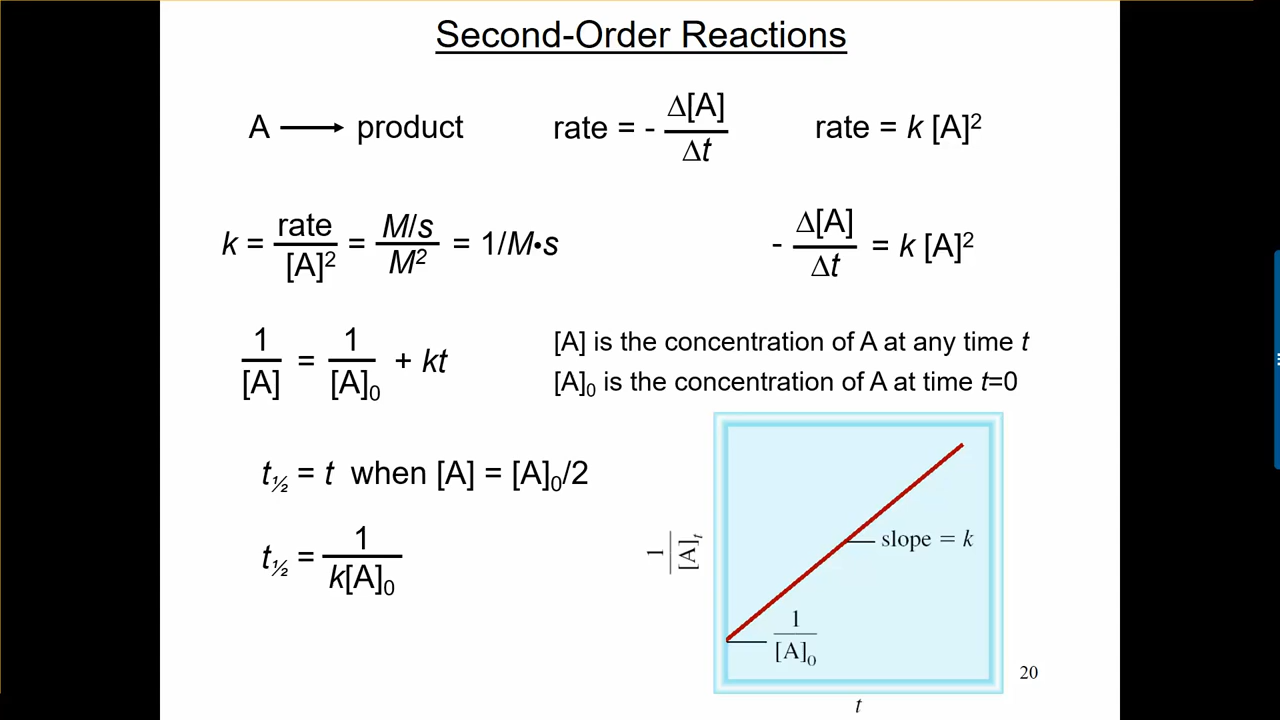 Second-Order Reactions
A ⟶ product
rate = - Δ[A]/Δt
rate = k [A]²
k = rate/[A]² = M/s/M² = 1/M•s
- Δ[A]/Δt = k [A]²
1/[A] = 1/[A]₀ + kt
[A] is the concentration of A at any time t
[A]₀ is the concentration of A at time t=0
t½ = t when [A] = [A]₀/2
t½ = 1/k[A]₀
1/[A]ₜ
slope = k
1/[A]₀
t
20